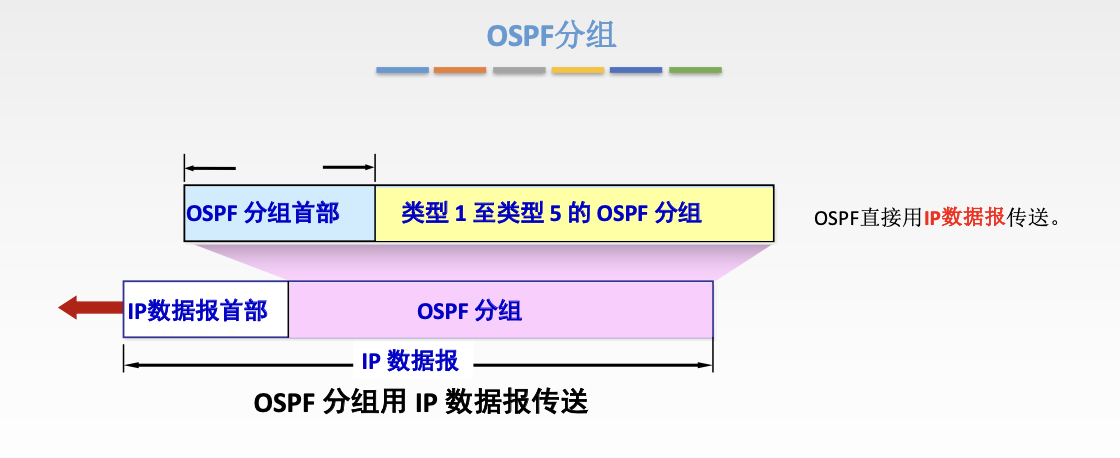 OSPF分组
OSPF 分组首部
类型 1 至类型 5 的 OSPF 分组
OSPF直接用IP数据报传送。
IP数据报首部
OSPF 分组
IP 数据报
OSPF 分组用 IP 数据报传送